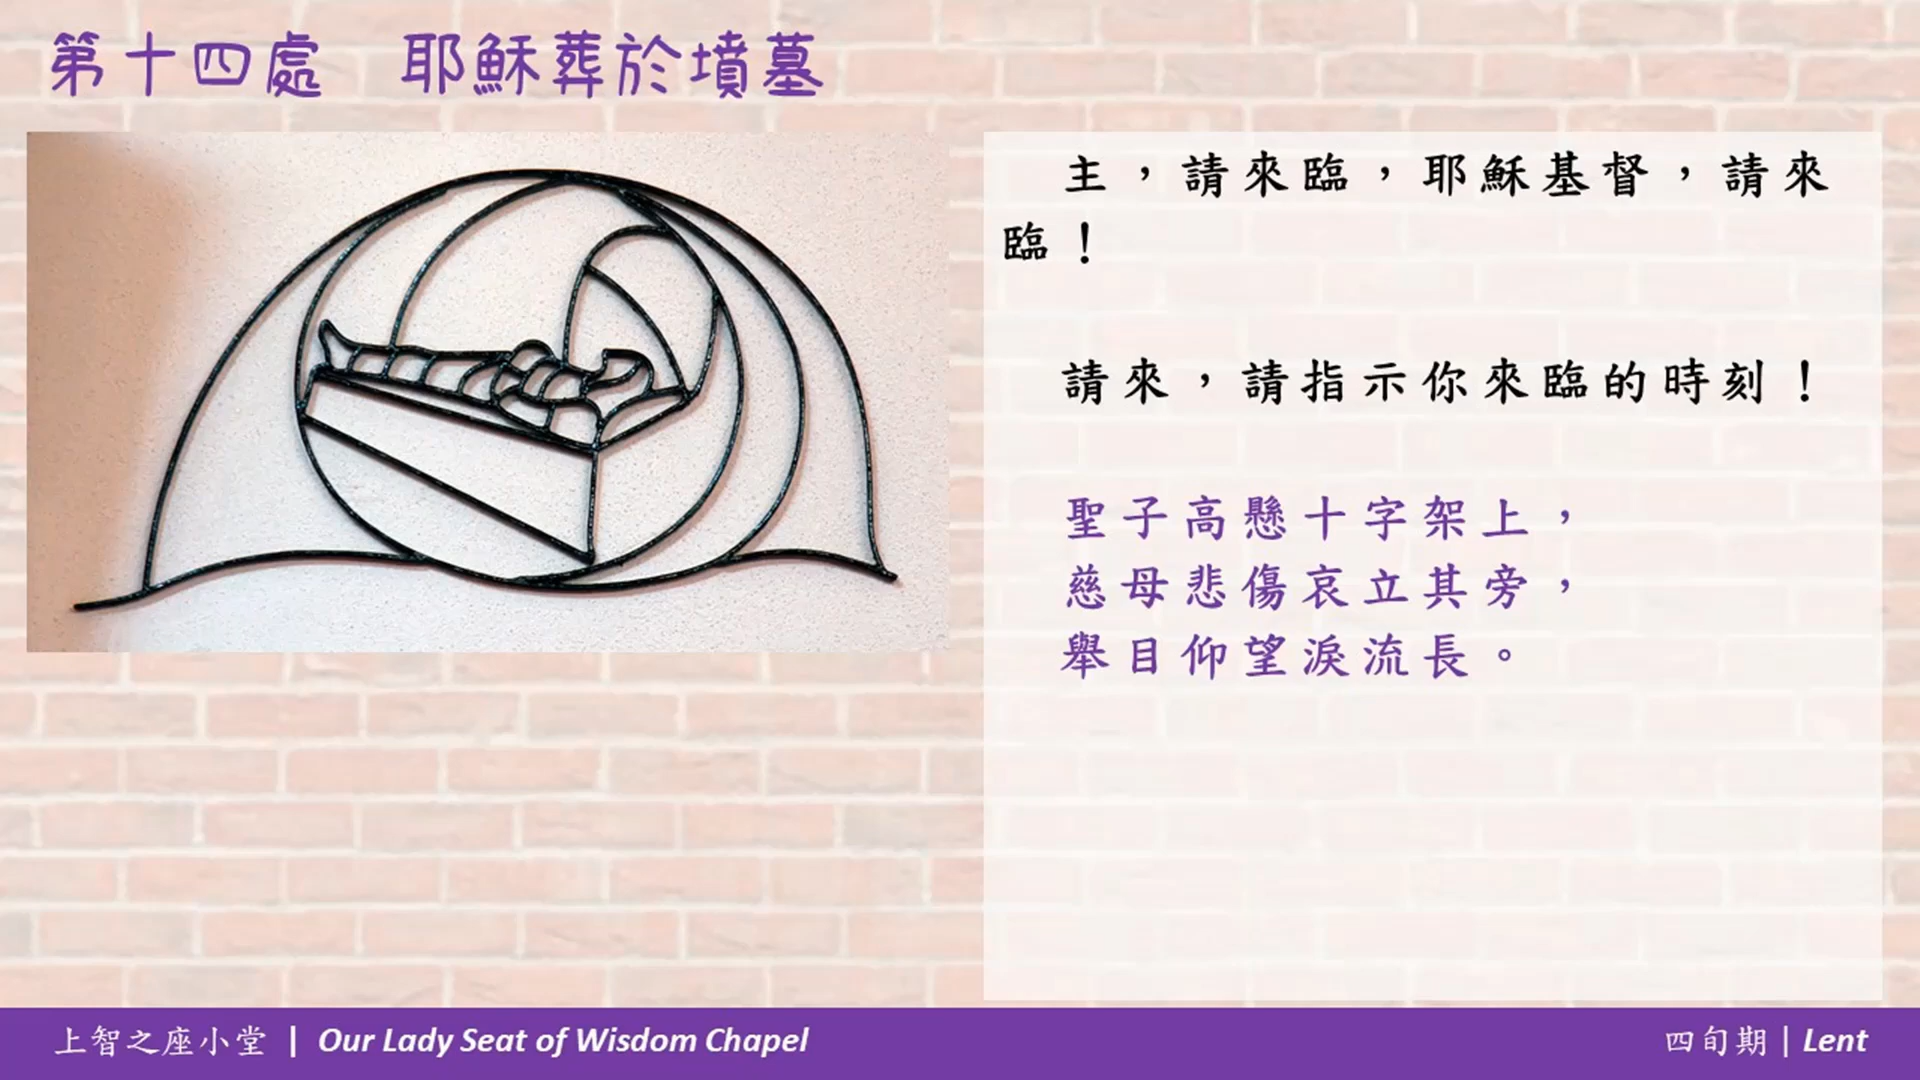 第十四處　耶穌葬於墳墓
主，請來臨，耶穌基督，請來
臨！
請來，請指示你來臨的時刻！
聖子高懸十字架上，
慈母悲傷哀立其旁，
舉目仰望淚流長。
上智之座小堂 | Our Lady Seat of Wisdom Chapel
四旬期 | Lent